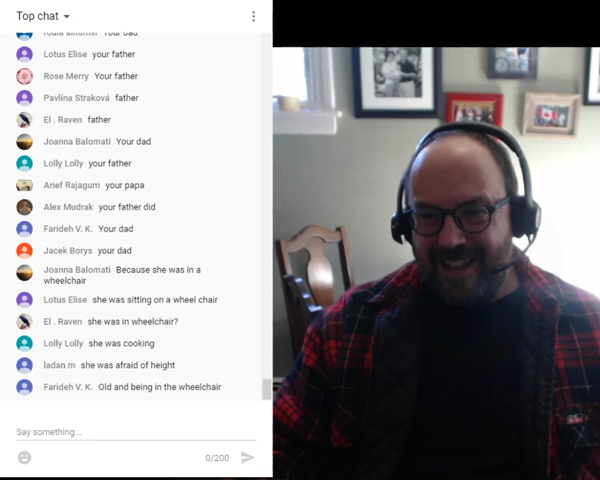 Top chat
your dad
Lotus Elise your father
Rose Merry Your father
Pavlína Straková father
El . Raven father
Joanna Balomati Your dad
Lolly Lolly your father
Arief Rajagum your papa
Alex Mudrak your father did
Farideh V. K. Your dad
Jacek Borys your dad
Joanna Balomati Because she was in a
wheelchair
Lotus Elise she was sitting on a wheel chair
El . Raven she was in wheelchair?
Lolly Lolly she was cooking
ladan m she was afraid of height
Farideh V. K. Old and being in the wheelchair
Say something...
0/200